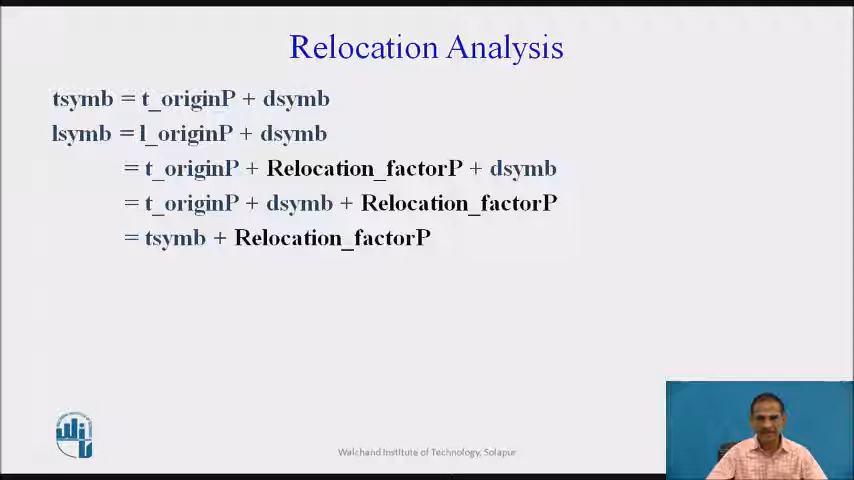 Relocation Analysis
tsymb = t_originP + dsymb
lsymb = l_originP + dsymb
= t_originP + Relocation_factorP + dsymb
= t_originP + dsymb + Relocation_factorP
= tsymb + Relocation_factorP
Walchand Institute of Technology, Solapur